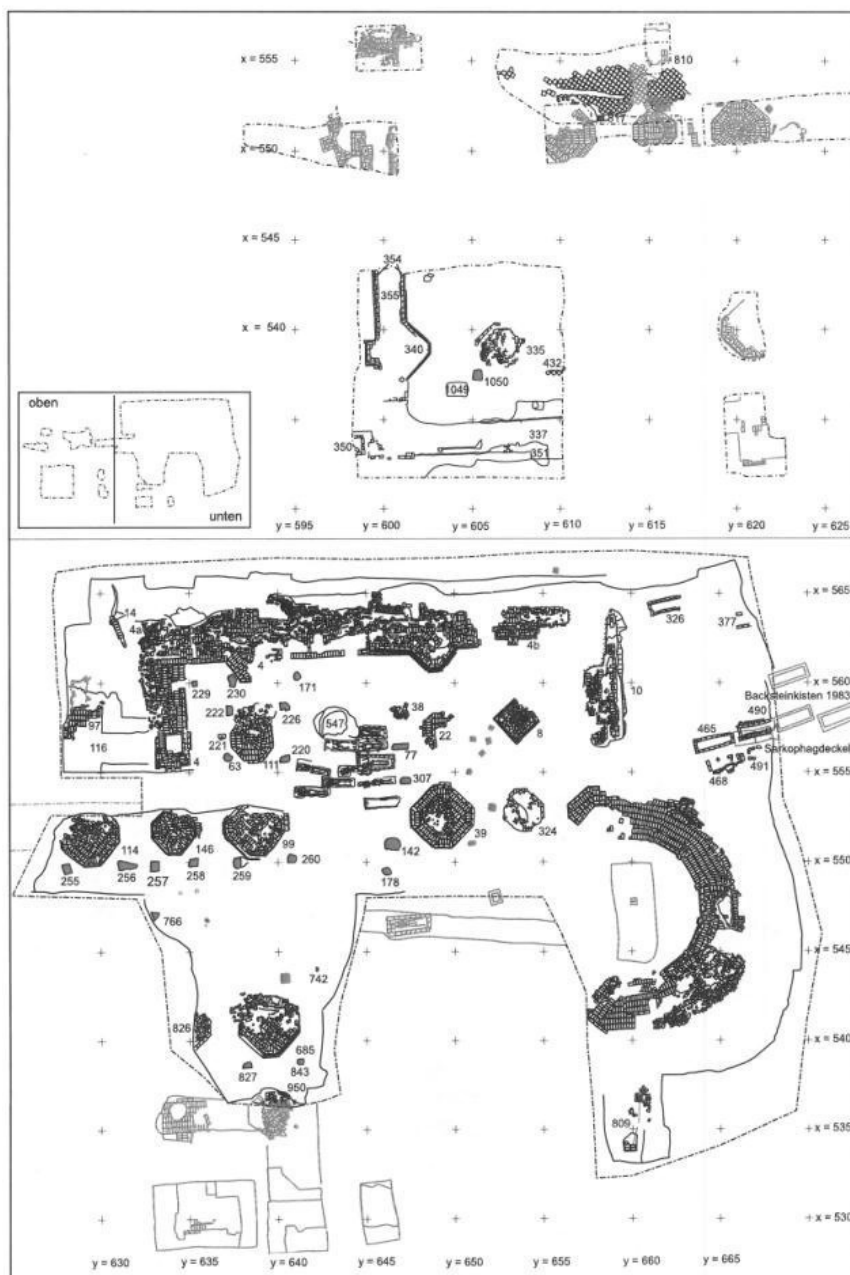 x = 555
810
817
x = 550
x = 545
354
355
x = 540
340
335
432
1050
1049
oben
350
337
351
unten
y = 595
y = 600
y = 605
y = 610
y = 615
y = 620
y = 625
x = 565
14
4a
326
377
4
4b
171
x = 560
229
230
10
Backsteinkisten 1983
222
226
547
38
490
97
22
8
465
116
221
220
77
Sarkophagdeckel
4
63
111
468
491
307
x = 555
324
39
114
146
99
142
x = 550
255
256
257
258
259
260
178
766
x = 545
742
826
685
x = 540
827
843
950
809
x = 535
x = 530
y = 630
y = 635
y = 640
y = 645
y = 650
y = 655
y = 660
y = 665